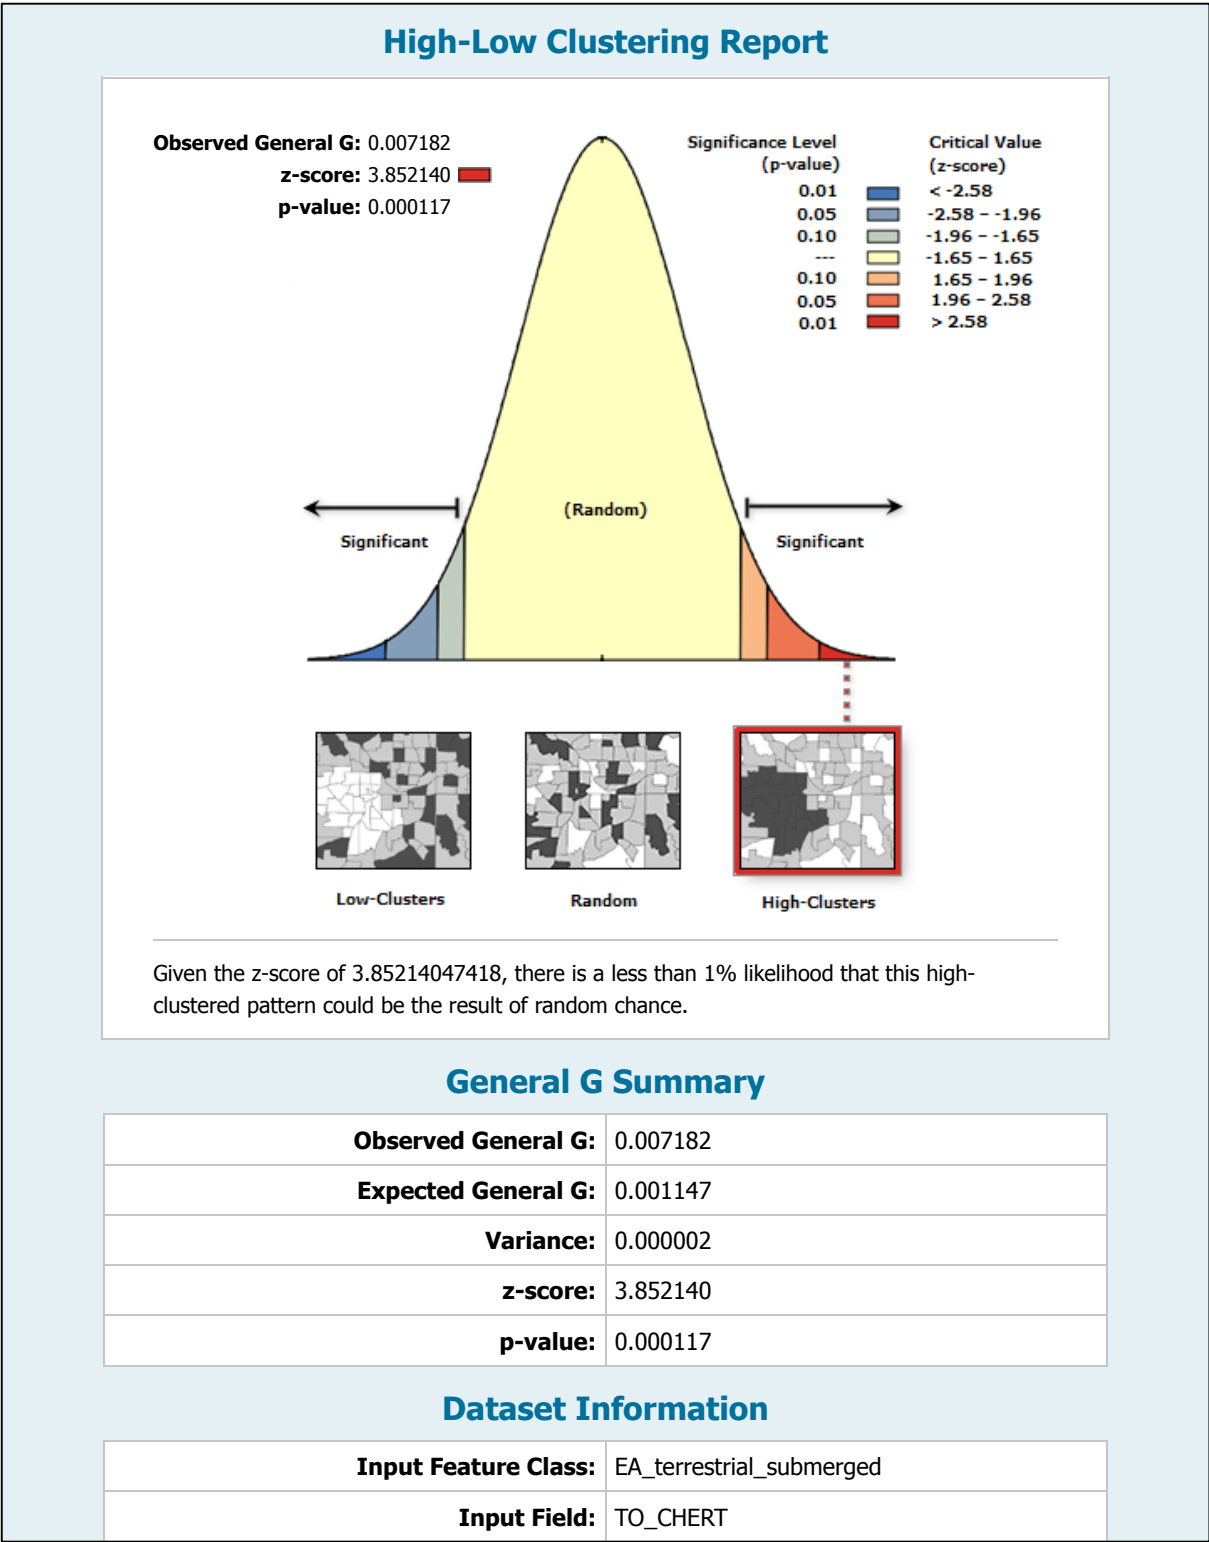 High-Low Clustering Report
Observed General G: 0.007182
z-score: 3.852140
p-value: 0.000117
Significance Level
(p-value)
Critical Value
(z-score)
0.01 < -2.58
0.05 -2.58 – -1.96
0.10 -1.96 – -1.65
--- -1.65 – 1.65
0.10 1.65 – 1.96
0.05 1.96 – 2.58
0.01 > 2.58
(Random)
Significant
Significant
Low-Clusters
Random
High-Clusters
Given the z-score of 3.85214047418, there is a less than 1% likelihood that this high-
clustered pattern could be the result of random chance.
General G Summary
Observed General G: 0.007182
Expected General G: 0.001147
Variance: 0.000002
z-score: 3.852140
p-value: 0.000117
Dataset Information
Input Feature Class: EA_terrestrial_submerged
Input Field: TO_CHERT